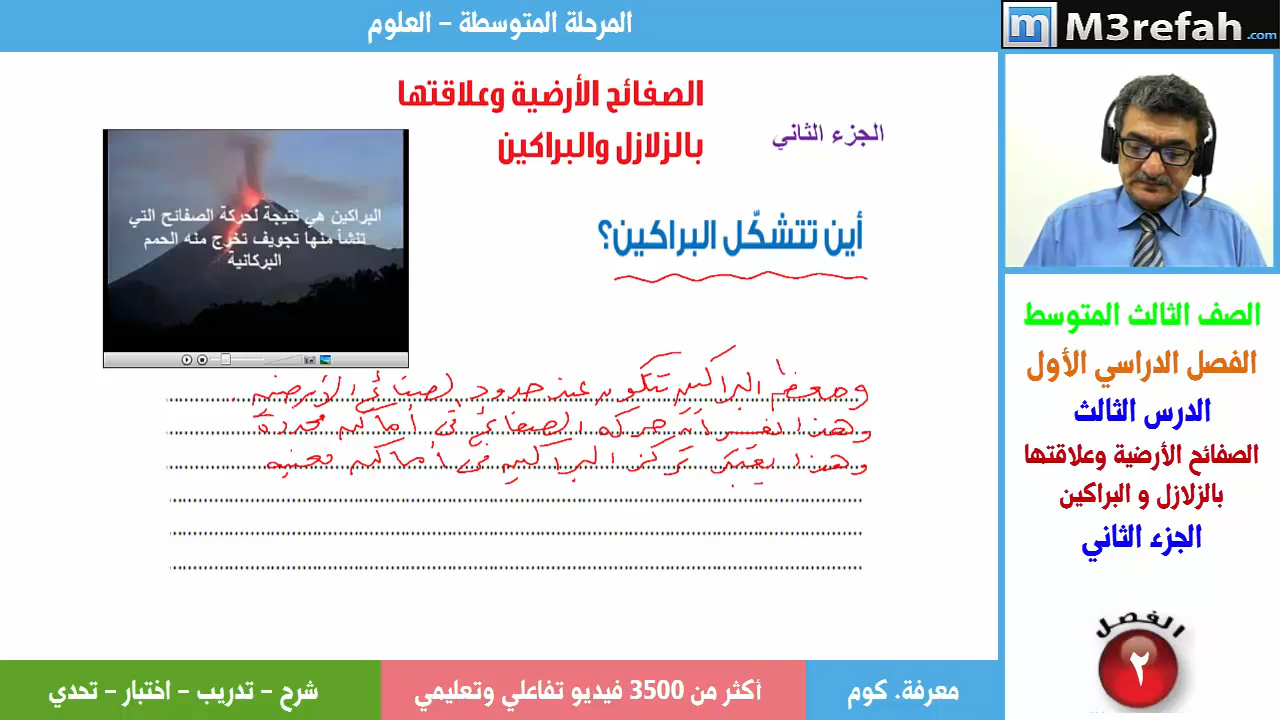 المرحلة المتوسطة - العلوم
M3refah.com
الصفائح الأرضية وعلاقتها
بالزلازل والبراكين
الجزء الثاني
أين تتشكّل البراكين؟
البراكين هي نتيجة لحركة الصفائح التي
تنشأ منها تجويف تخرج منه الحمم
البركانية
ومعظم البراكين تتكون عند حدود الصفائح الأرضية .
وهذا لتفسر أن حركة الصفائح في أماكن محددة
وهذا يعتبر تركز البراكين في أماكن معينة
الصف الثالث المتوسط
الفصل الدراسي الأول
الدرس الثالث
الصفائح الأرضية وعلاقتها
بالزلازل و البراكين
الجزء الثاني
الفصل
٢
معرفة. كوم
أكثر من 3500 فيديو تفاعلي وتعليمي
شرح - تدريب - اختبار - تحدي